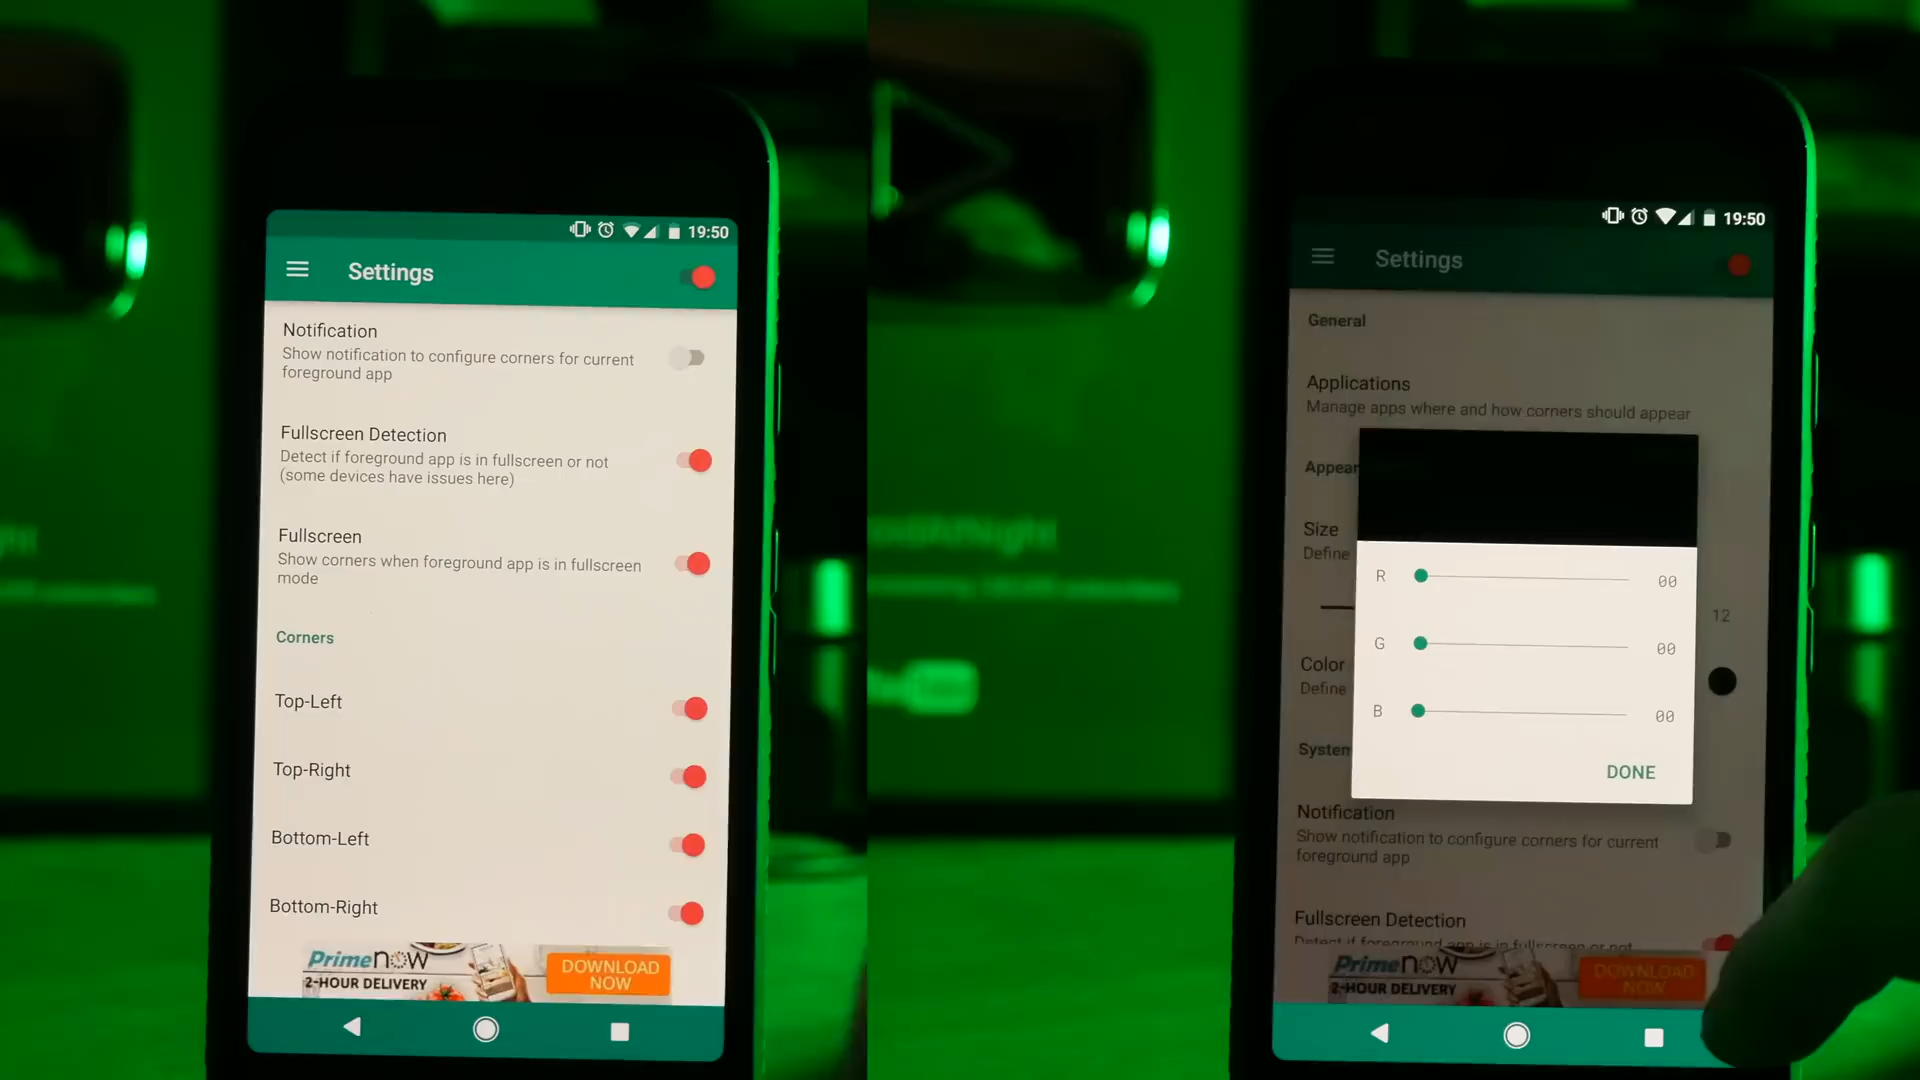 19:50
Settings
Notification
Show notification to configure corners for current
foreground app
Fullscreen Detection
Detect if foreground app is in fullscreen or not
(some devices have issues here)
Fullscreen
Show corners when foreground app is in fullscreen
mode
Corners
Top-Left
Top-Right
Bottom-Left
Bottom-Right
Prime now
2-HOUR DELIVERY
DOWNLOAD
NOW
19:50
Settings
General
Applications
Manage apps where and how corners should appear
Appear
Size
Define
12
R 00
G 00
B 00
DONE
Color
Define
System
Notification
Show notification to configure corners for current
foreground app
Fullscreen Detection
Detect if foreground app is in fullscreen or not
Prime now
2-HOUR DELIVERY
DOWNLOAD
NOW